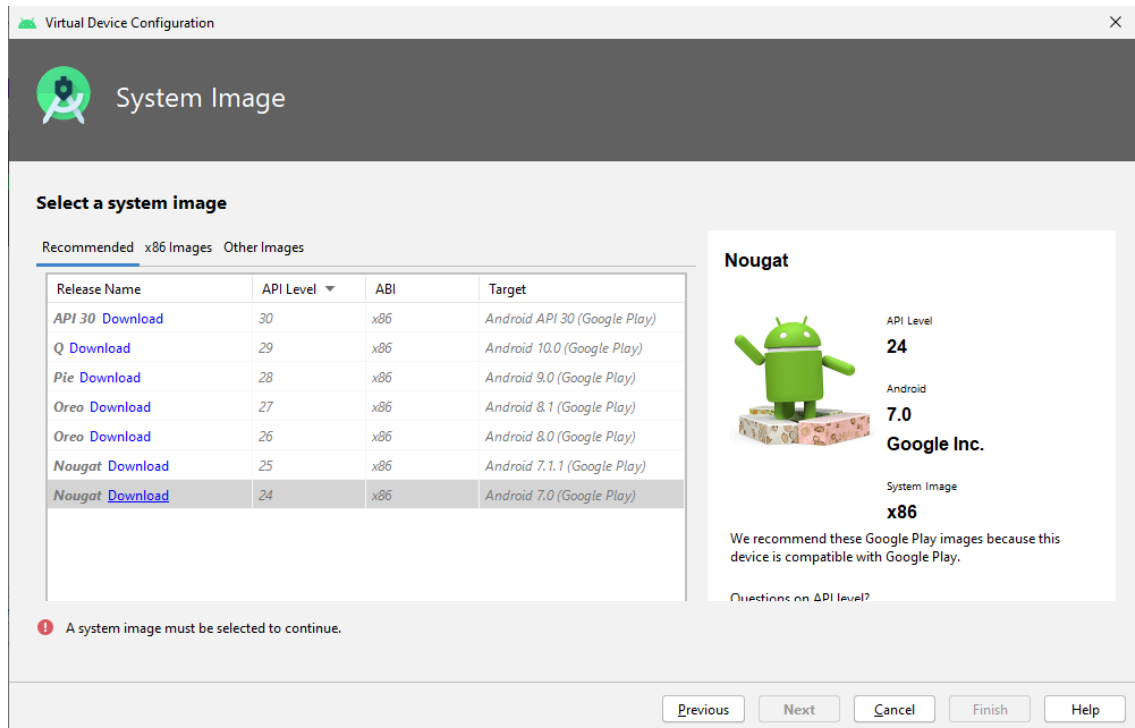 Virtual Device Configuration
System Image
Select a system image
Recommended x86 Images Other Images
Release Name API Level ABI Target
API 30 Download 30 x86 Android API 30 (Google Play)
Q Download 29 x86 Android 10.0 (Google Play)
Pie Download 28 x86 Android 9.0 (Google Play)
Oreo Download 27 x86 Android 8.1 (Google Play)
Oreo Download 26 x86 Android 8.0 (Google Play)
Nougat Download 25 x86 Android 7.1.1 (Google Play)
Nougat Download 24 x86 Android 7.0 (Google Play)
Nougat
API Level
24
Android
7.0
Google Inc.
System Image
x86
We recommend these Google Play images because this
device is compatible with Google Play.
Questions on API level?
A system image must be selected to continue.
Previous Next Cancel Finish Help